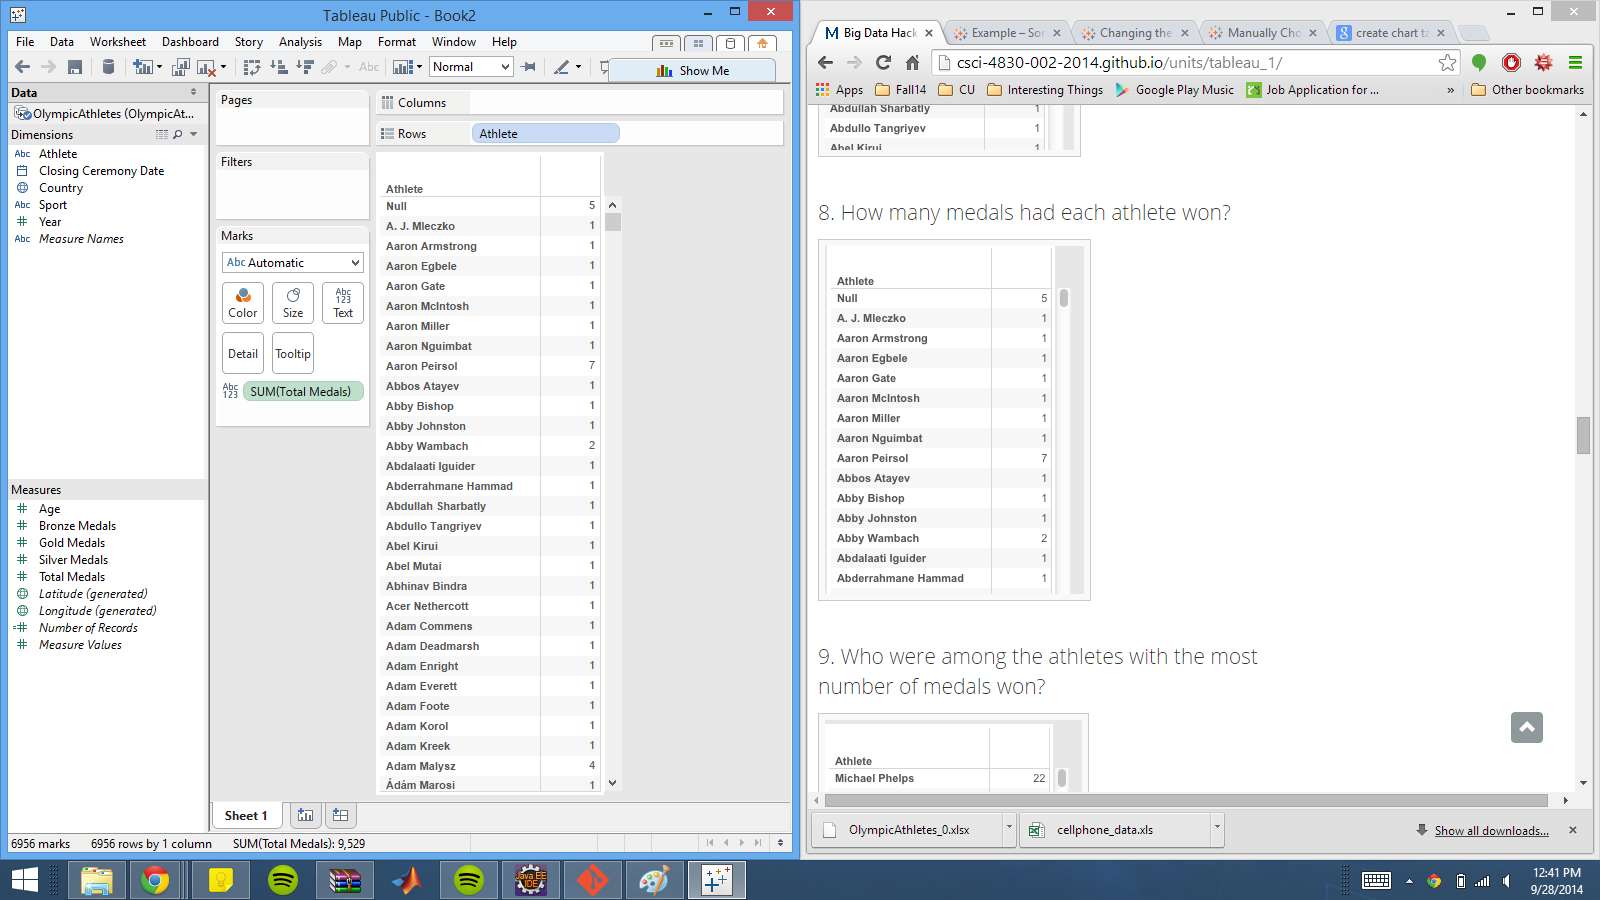 Tableau Public - Book2
File Data Worksheet Dashboard Story Analysis Map Format Window Help
Abc Normal Show Me
Data
OlympicAthletes (OlympicAt...
Dimensions
Abc Athlete
Closing Ceremony Date
Country
Abc Sport
# Year
Abc Measure Names
Measures
# Age
# Bronze Medals
# Gold Medals
# Silver Medals
# Total Medals
Latitude (generated)
Longitude (generated)
=# Number of Records
# Measure Values
Pages
Filters
Marks
Abc Automatic
Color Size Abc 123 Text
Detail Tooltip
Abc 123 SUM(Total Medals)
Columns
Rows Athlete
Athlete
Null 5
A. J. Mleczko 1
Aaron Armstrong 1
Aaron Egbele 1
Aaron Gate 1
Aaron McIntosh 1
Aaron Miller 1
Aaron Nguimbat 1
Aaron Peirsol 7
Abbos Atayev 1
Abby Bishop 1
Abby Johnston 1
Abby Wambach 2
Abdalaati Iguider 1
Abderrahmane Hammad 1
Abdullah Sharbatly 1
Abdullo Tangriyev 1
Abel Kirui 1
Abel Mutai 1
Abhinav Bindra 1
Acer Nethercott 1
Adam Commens 1
Adam Deadmarsh 1
Adam Enright 1
Adam Everett 1
Adam Foote 1
Adam Korol 1
Adam Kreek 1
Adam Malysz 4
Ádám Marosi 1
Sheet 1
6956 marks 6956 rows by 1 column SUM(Total Medals): 9,529
M Big Data Hack Example – Sor Changing the Manually Cho g create chart ta
csci-4830-002-2014.github.io/units/tableau_1/
Apps Fall14 CU Interesting Things Google Play Music Job Application for ... » Other bookmarks
Abdullah Sharbatly 1
Abdullo Tangriyev 1
Abel Kirui 1
8. How many medals had each athlete won?
Athlete
Null 5
A. J. Mleczko 1
Aaron Armstrong 1
Aaron Egbele 1
Aaron Gate 1
Aaron McIntosh 1
Aaron Miller 1
Aaron Nguimbat 1
Aaron Peirsol 7
Abbos Atayev 1
Abby Bishop 1
Abby Johnston 1
Abby Wambach 2
Abdalaati Iguider 1
Abderrahmane Hammad 1
9. Who were among the athletes with the most
number of medals won?
Athlete
Michael Phelps 22
OlympicAthletes_0.xlsx cellphone_data.xls Show all downloads...
Java EE IDE
12:41 PM
9/28/2014